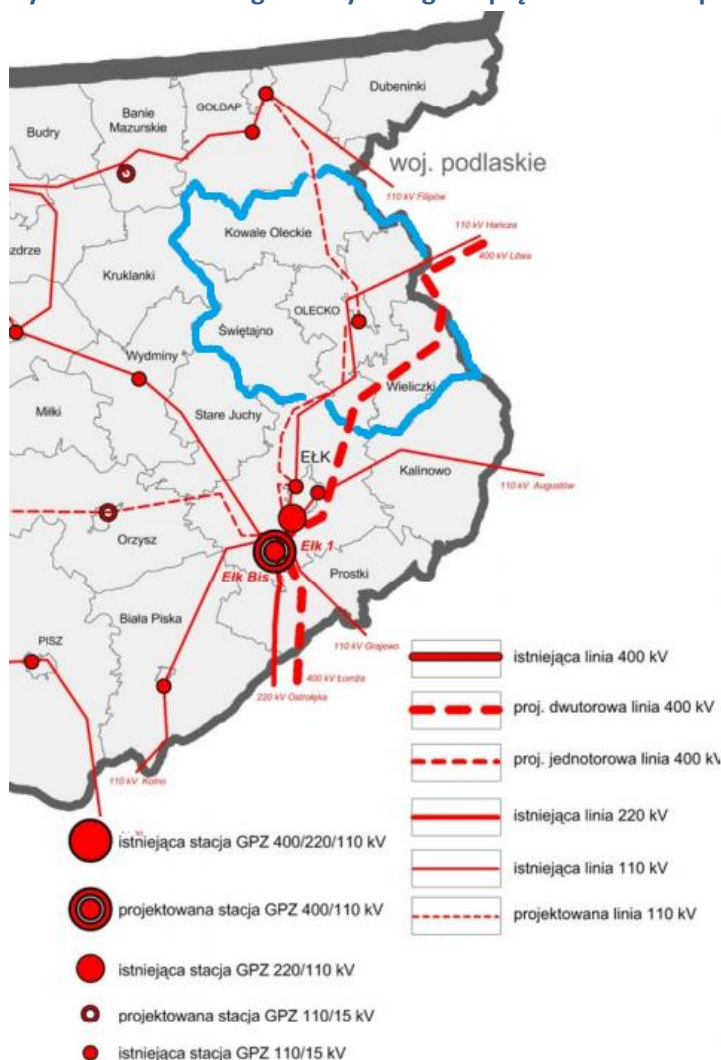 Dubeninki
GOŁDAP
Banie
Mazurskie
Budry
woj. podlaskie
110 kV Filipów
110 kV Hańcza
400 kV Litwa
Kowale Oleckie
zdrze
Kruklanki
OLECKO
Świętajno
Wydminy
Wieliczki
Miłki
Stare Juchy
EŁK
Kalinowo
110 kV Augustów
Orzysz
Ełk 1
Ełk Bis
Prostki
Biała Piska
PISZ
110 kV Grajewo
400 kV Łomża
220 kV Ostrołęka
110 kV Kolno
istniejąca linia 400 kV
proj. dwutorowa linia 400 kV
proj. jednotorowa linia 400 kV
istniejąca linia 220 kV
istniejąca linia 110 kV
projektowana linia 110 kV
istniejąca stacja GPZ 400/220/110 kV
projektowana stacja GPZ 400/110 kV
istniejąca stacja GPZ 220/110 kV
projektowana stacja GPZ 110/15 kV
istniejąca stacja GPZ 110/15 kV